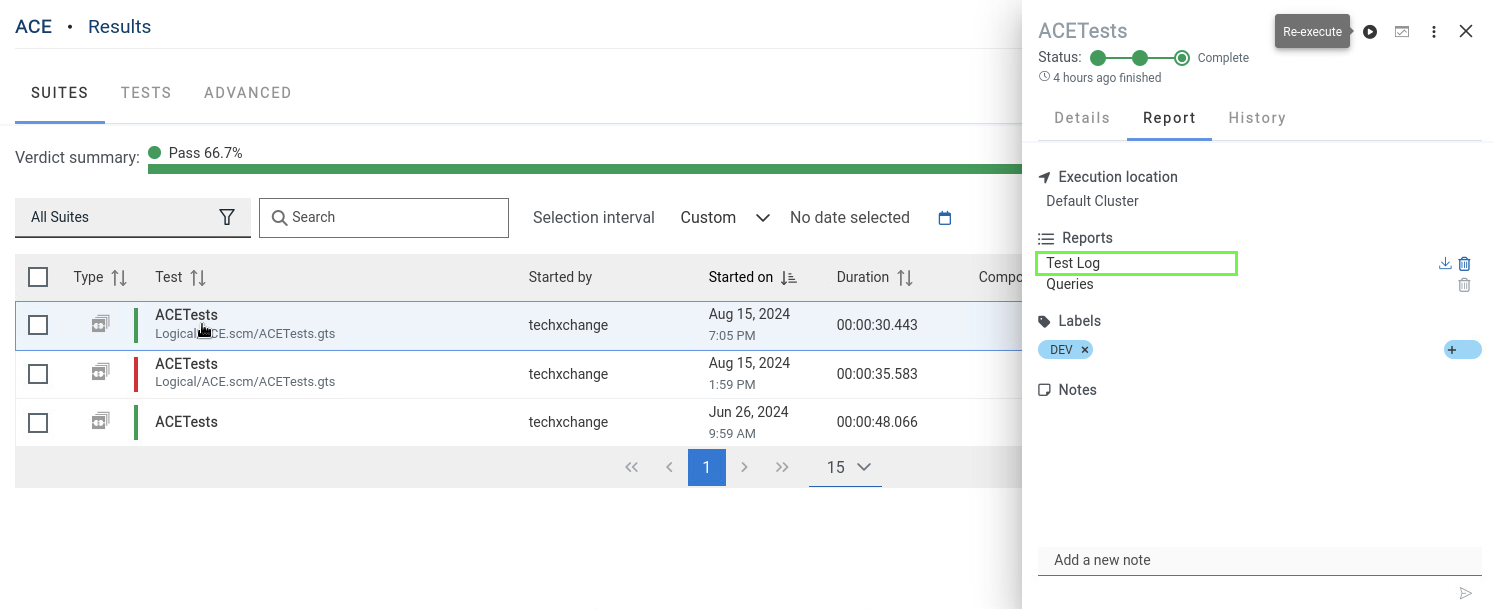 ACE • Results
SUITES TESTS ADVANCED
Verdict summary: Pass 66.7%
All Suites Search Selection interval Custom No date selected
Type Test Started by Started on Duration Compo
ACETests
Logical/ACE.scm/ACETests.gts
techxchange
Aug 15, 2024
7:05 PM
00:00:30.443
ACETests
Logical/ACE.scm/ACETests.gts
techxchange
Aug 15, 2024
1:59 PM
00:00:35.583
ACETests
techxchange
Jun 26, 2024
9:59 AM
00:00:48.066
1
15
ACETests
Re-execute
Status: Complete
4 hours ago finished
Details Report History
Execution location
Default Cluster
Reports
Test Log
Queries
Labels
DEV × +
Notes
Add a new note